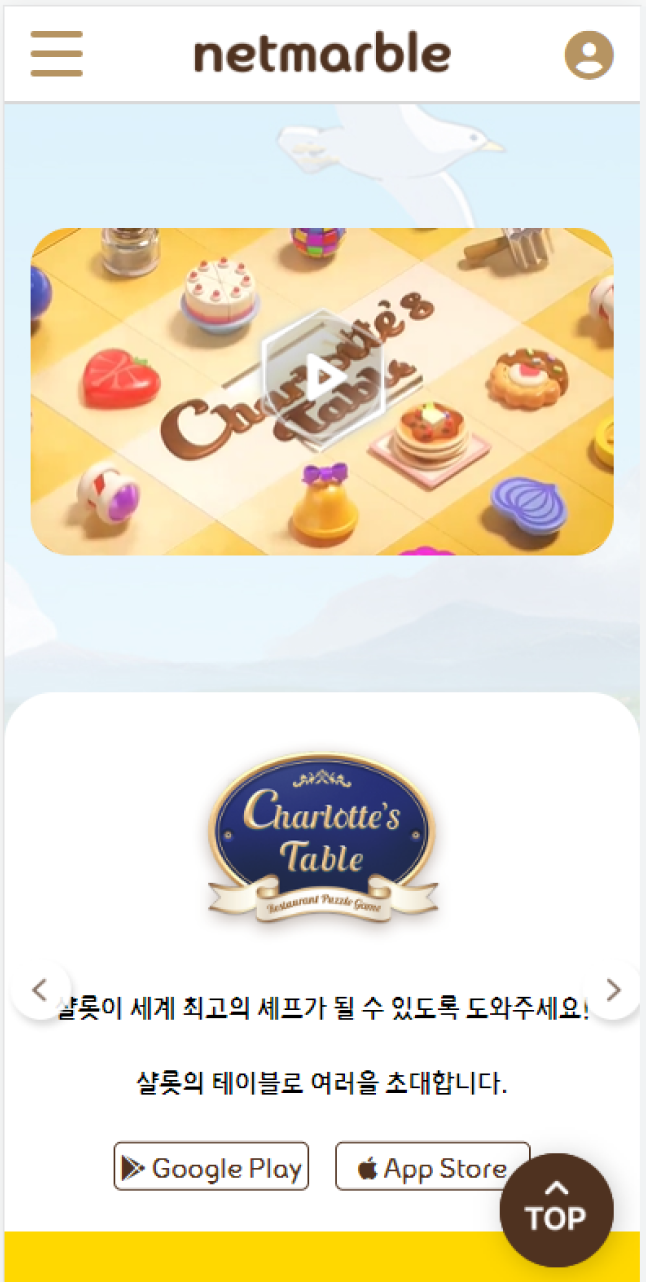 netmarble
Charlotte's
Table
Charlotte's
Table
Restaurant Puzzle Game
샬롯이 세계 최고의 셰프가 될 수 있도록 도와주세요!
샬롯의 테이블로 여러을 초대합니다.
Google Play
App Store
TOP